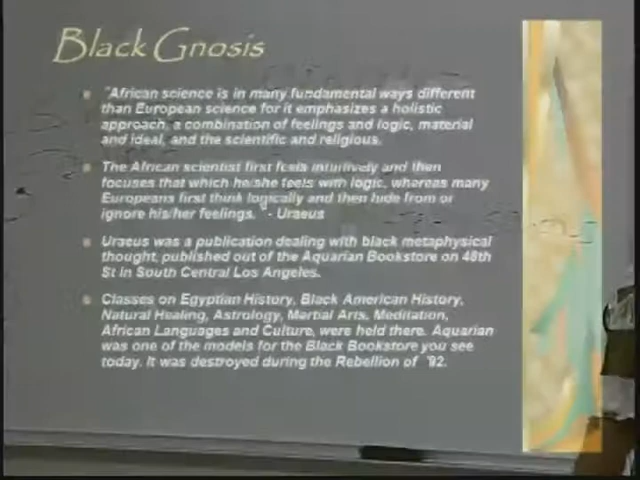 Black Gnosis
"African science is in many fundamental ways different
than European science for it emphasizes a holistic
approach, a combination of feelings and logic, material
and ideal, and the scientific and religious.
The African scientist first feels intuitively and then
focuses that which he/she feels with logic, whereas many
Europeans first think logically and then hide from or
ignore his/her feelings." - Uraeus
Uraeus was a publication dealing with black metaphysical
thought, published out of the Aquarian Bookstore on 48th
St in South Central Los Angeles.
Classes on Egyptian History, Black American History,
Natural Healing, Astrology, Martial Arts, Meditation,
African Languages and Culture, were held there. Aquarian
was one of the models for the Black Bookstore you see
today. It was destroyed during the Rebellion of '92.